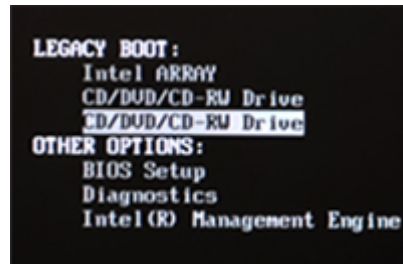 LEGACY BOOT:
Intel ARRAY
CD/DVD/CD-RW Drive
CD/DVD/CD-RW Drive
OTHER OPTIONS:
BIOS Setup
Diagnostics
Intel(R) Management Engine